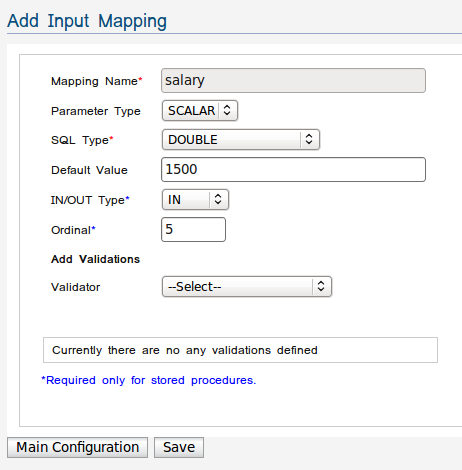 Add Input Mapping
Mapping Name* salary
Parameter Type SCALAR
SQL Type* DOUBLE
Default Value 1500
IN/OUT Type* IN
Ordinal* 5
Add Validations
Validator --Select--
Currently there are no any validations defined
*Required only for stored procedures.
Main Configuration Save